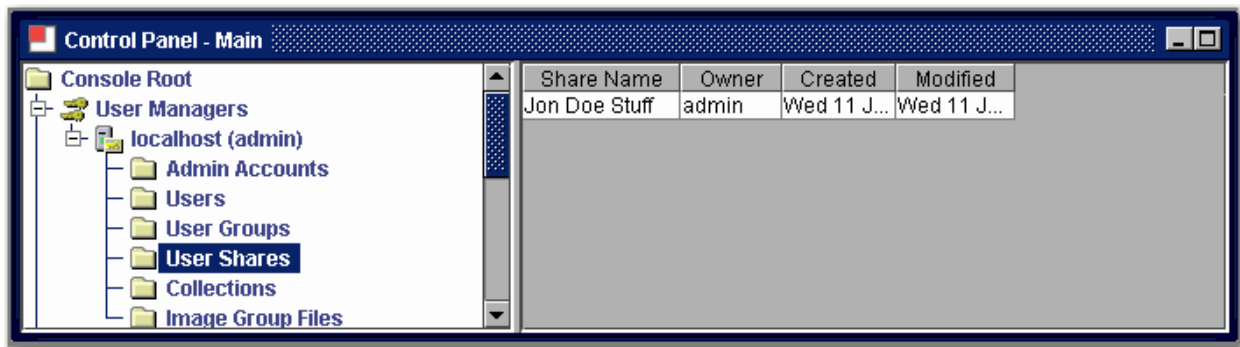 Control Panel - Main
Console Root
User Managers
localhost (admin)
Admin Accounts
Users
User Groups
User Shares
Collections
Image Group Files
Share Name Owner Created Modified
Jon Doe Stuff admin Wed 11 J... Wed 11 J...